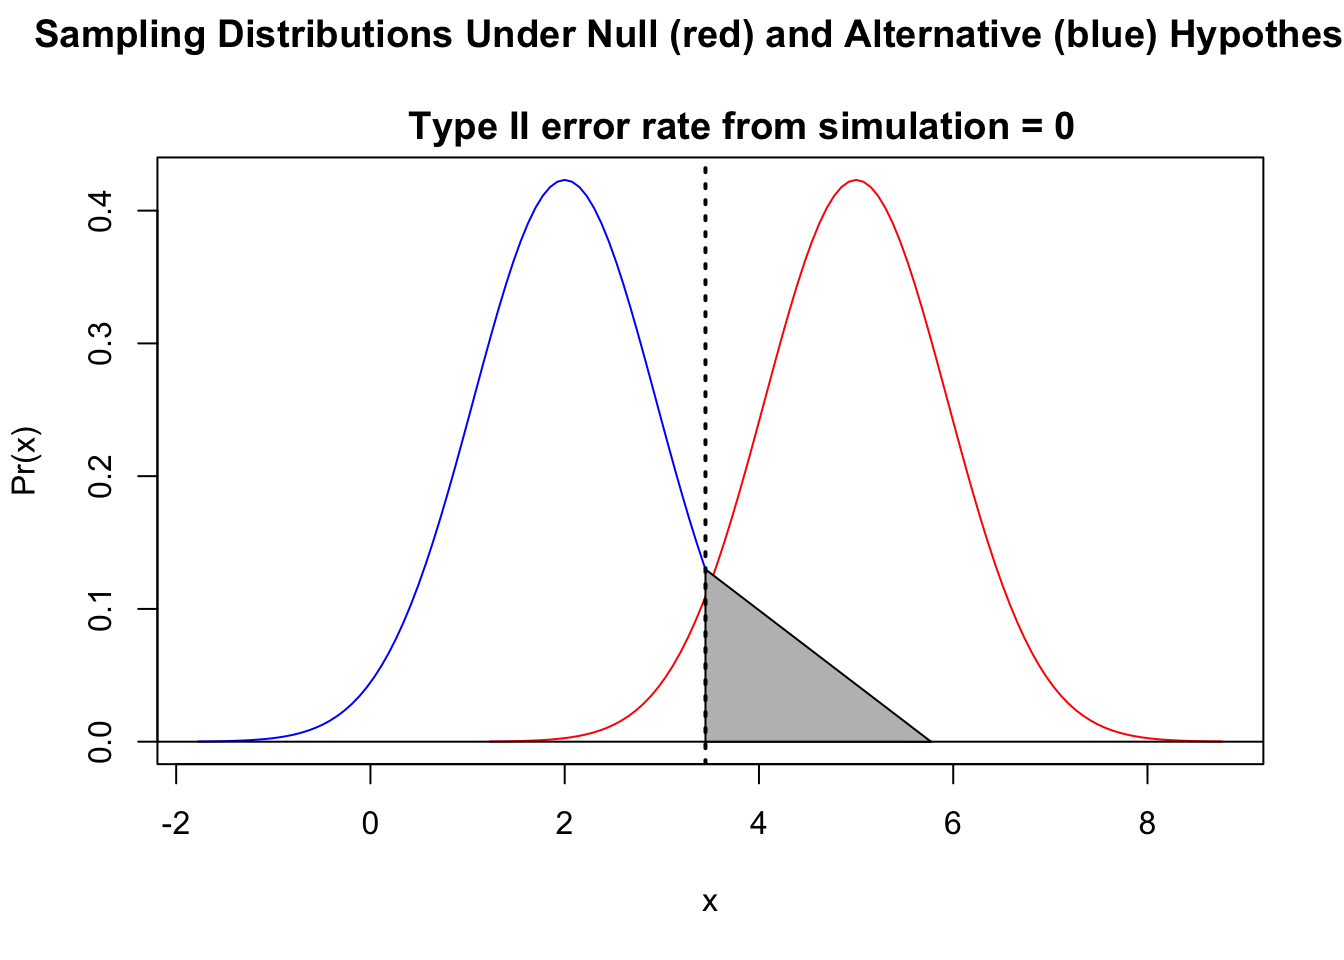 Sampling Distributions Under Null (red) and Alternative (blue) Hypothes
Type II error rate from simulation = 0
Pr(x)
0.4
0.3
0.2
0.1
0.0
-2 0 2 4 6 8
x